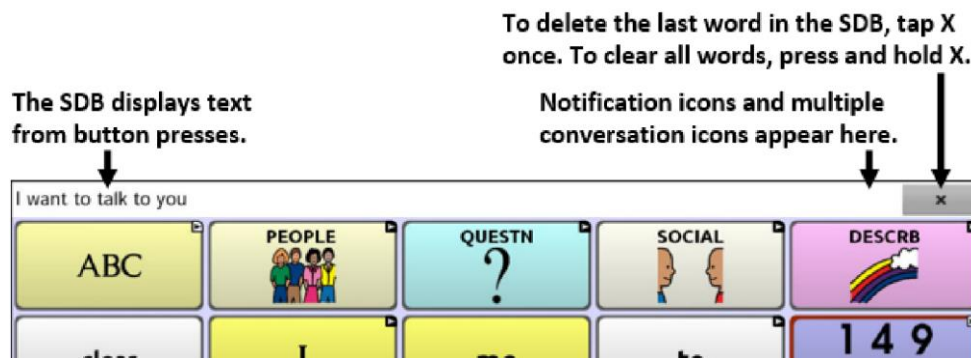 To delete the last word in the SDB, tap X
once. To clear all words, press and hold X.
The SDB displays text
from button presses.
Notification icons and multiple
conversation icons appear here.
I want to talk to you
×
ABC
PEOPLE
QUESTN
?
SOCIAL
DESCRB
I
me
to
1 4 9